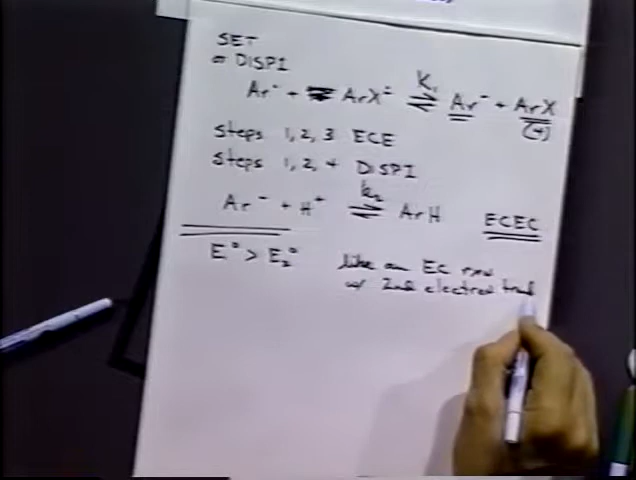 SET
or DISP1
Ar⁻ + ArX⁻ ⇌ Ar⁻ + ArX
K₁
(4)
Steps 1, 2, 3 ECE
Steps 1, 2, 4 DISP1
k₂
Ar⁻ + H⁺ ⇌ ArH ECEC
E° > E₂° like an EC rxn
w/ 2nd electron